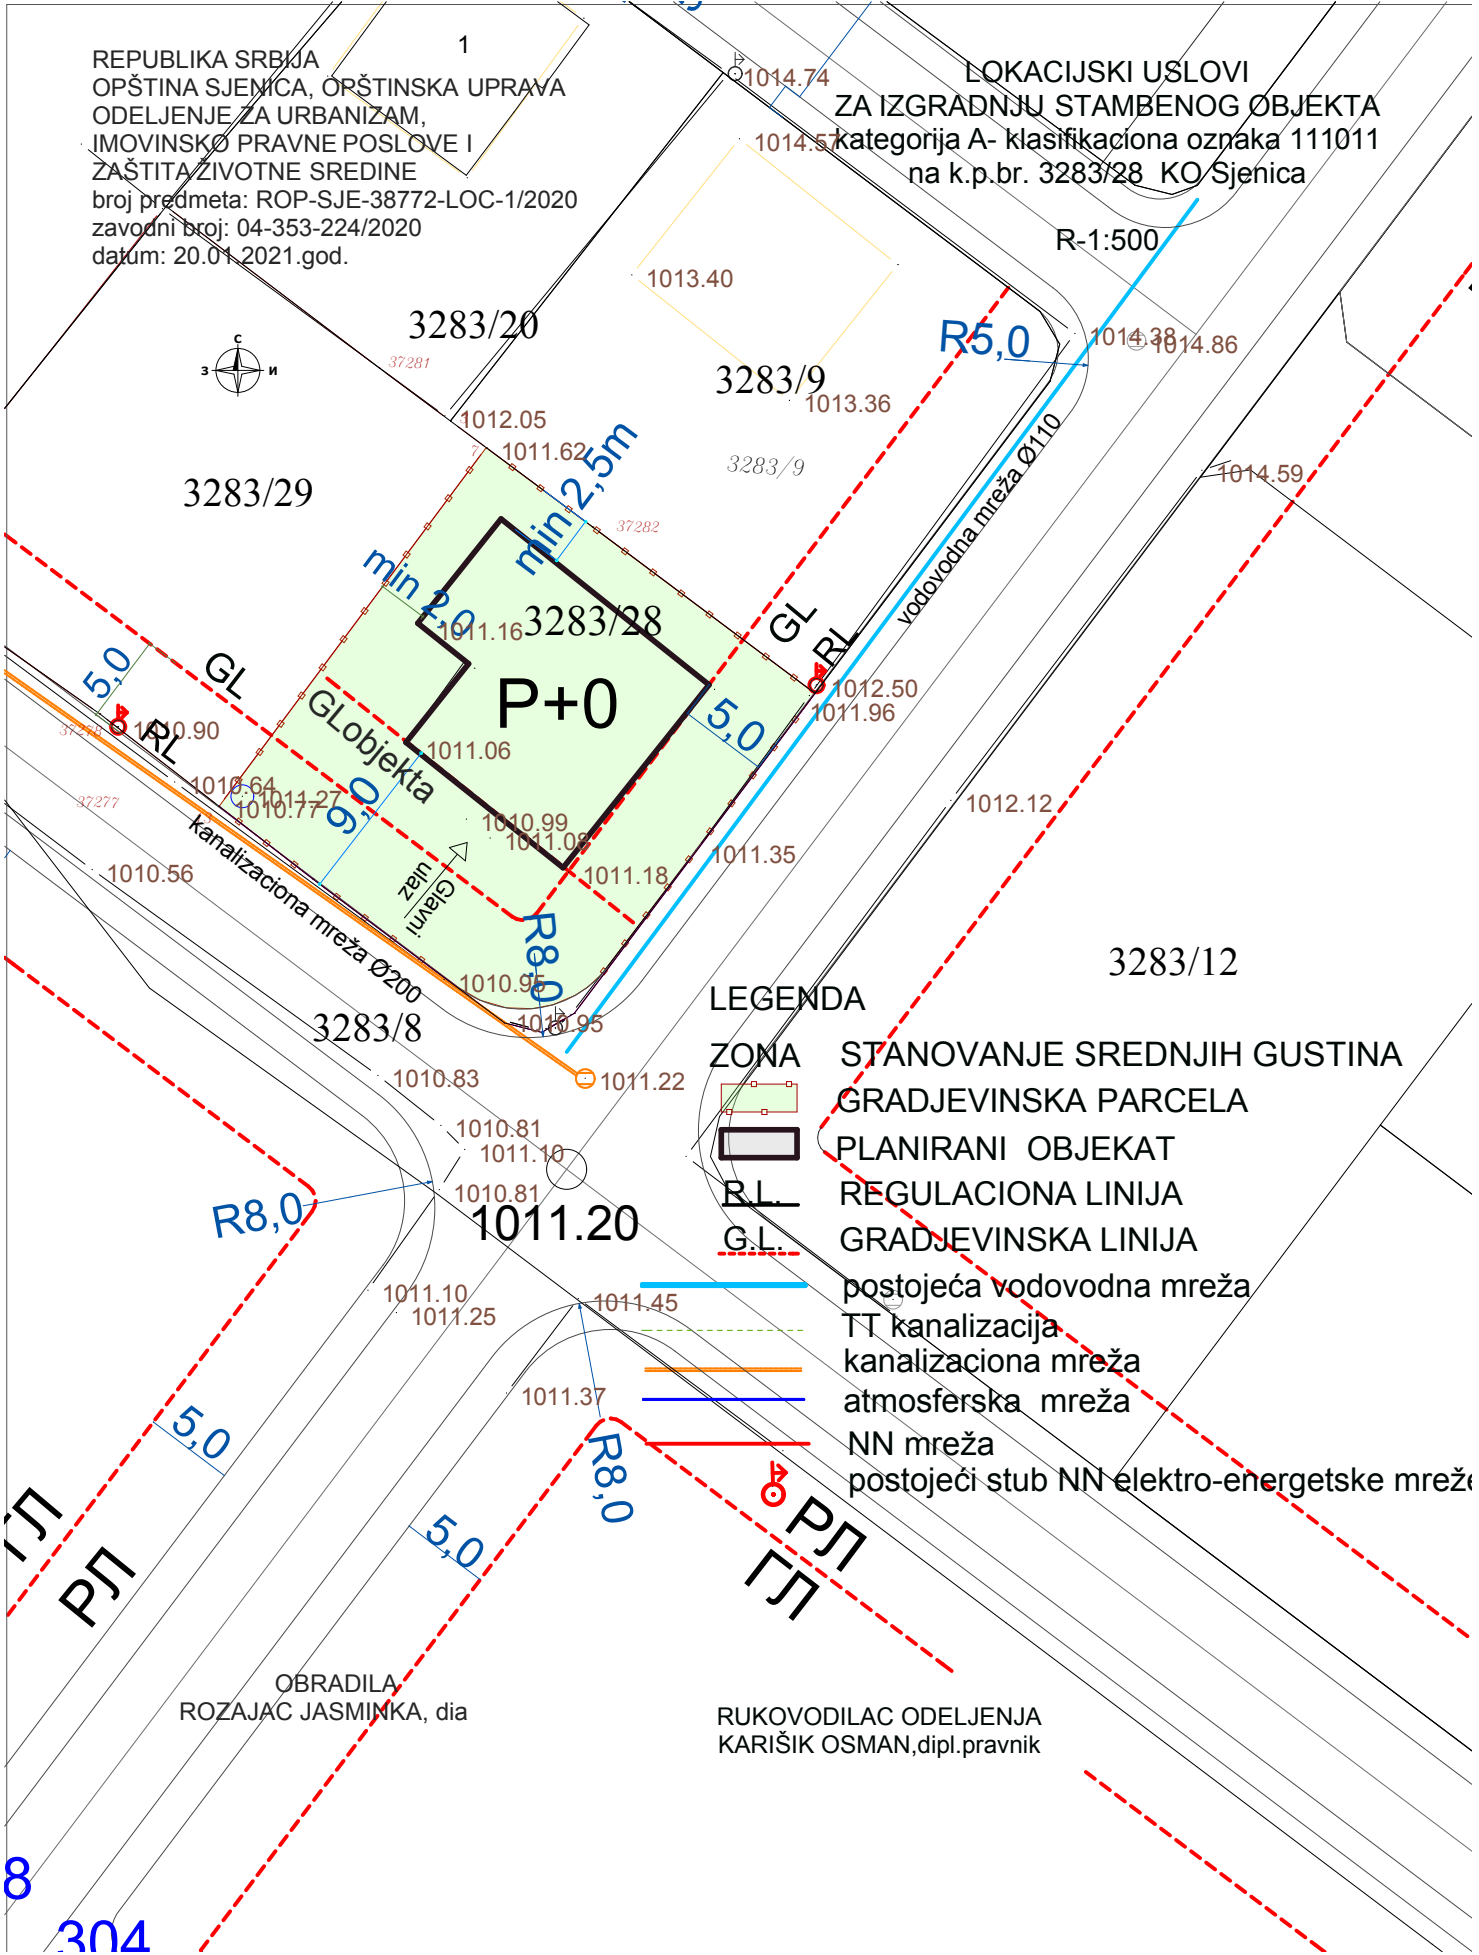 REPUBLIKA SRBIJA
OPŠTINA SJENICA, OPŠTINSKA UPRAVA
ODELJENJE ZA URBANIZAM,
IMOVINSKO PRAVNE POSLOVE I
ZAŠTITA ŽIVOTNE SREDINE
broj predmeta: ROP-SJE-38772-LOC-1/2020
zavodni broj: 04-353-224/2020
datum: 20.01.2021.god.
1
LOKACIJSKI USLOVI
ZA IZGRADNJU STAMBENOG OBJEKTA
kategorija A- klasifikaciona oznaka 111011
na k.p.br. 3283/28 KO Sjenica
R-1:500
1014.74
1014.57
1013.40
3283/20
37281
С
З И
R5,0
1014.38
1014.86
3283/9
1013.36
1012.05
1011.62
3283/9
1014.59
3283/29
min 2,5m
37282
vodovodna mreža Ø110
min 2,0
3283/28
1011.16
GL
RL
P+0
1012.50
1011.96
5,0
5,0
GL
GLobjekta
1010.90
37278
RL
1011.06
9,0
1010.64
1011.27
1010.77
37277
1012.12
kanalizaciona mreža Ø200
1010.99
1011.08
1011.35
1010.56
1011.18
Glavni
ulaz
R8,0
1010.95
1010.95
3283/12
3283/8
1010.83
1011.22
1010.81
1011.10
1010.81
1011.20
R8,0
LEGENDA
ZONA STANOVANJE SREDNJIH GUSTINA
GRADJEVINSKA PARCELA
PLANIRANI OBJEKAT
R.L. REGULACIONA LINIJA
G.L. GRADJEVINSKA LINIJA
postojeća vodovodna mreža
TT kanalizacija
kanalizaciona mreža
atmosferska mreža
NN mreža
postojeći stub NN elektro-energetske mreže
1011.10
1011.25
1011.45
1011.37
5,0
R8,0
5,0
ГЛ
РЛ
РЛ
ГЛ
OBRADILA
ROZAJAC JASMINKA, dia
RUKOVODILAC ODELJENJA
KARIŠIK OSMAN,dipl.pravnik
8
304